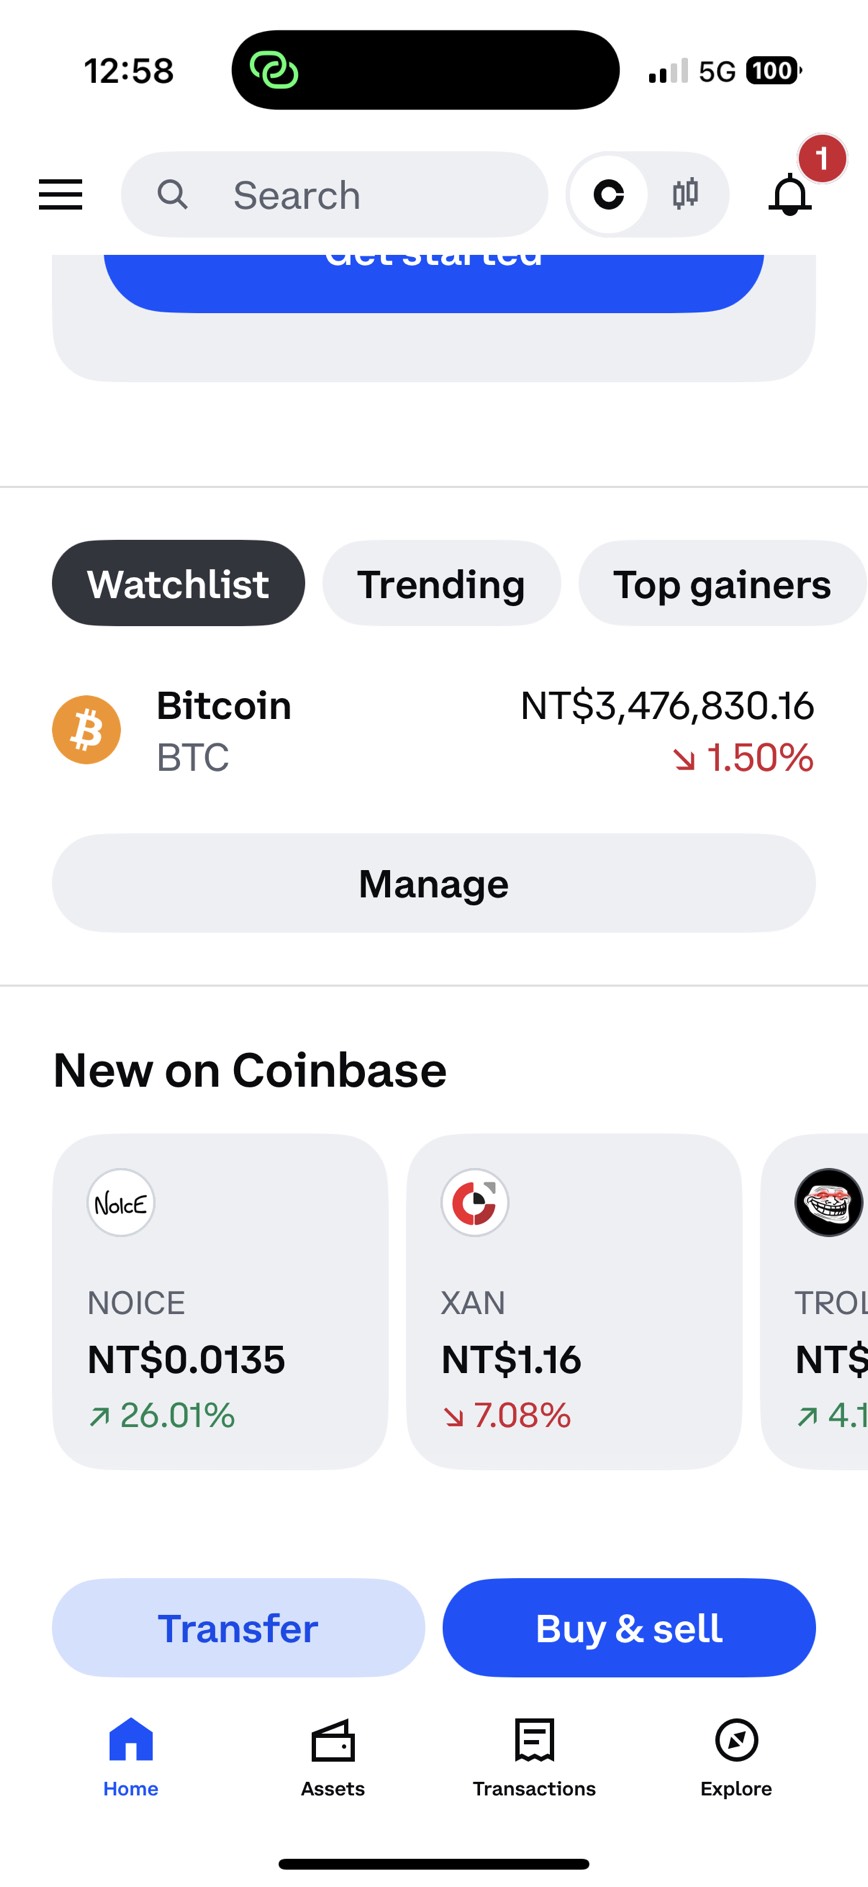 12:58
5G
100
1
Search
Get started
Watchlist
Trending
Top gainers
Bitcoin
NT$3,476,830.16
BTC
↘ 1.50%
Manage
New on Coinbase
NoIcE
NOICE
NT$0.0135
↗ 26.01%
XAN
NT$1.16
↘ 7.08%
TROL
NT$
↗ 4.1
Transfer
Buy & sell
Home
Assets
Transactions
Explore